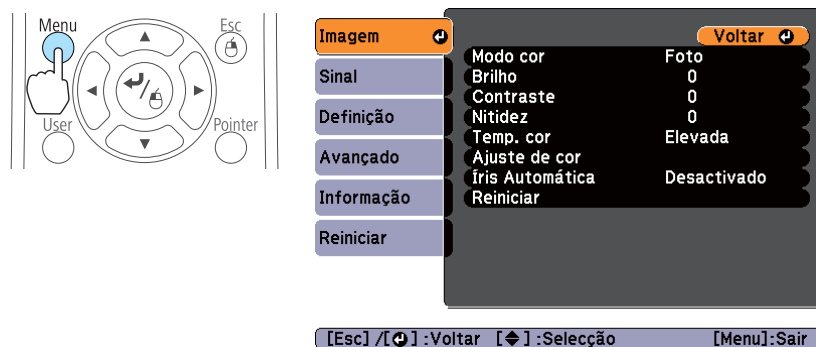 Menu
Esc
User
Pointer
Imagem
Sinal
Definição
Avançado
Informação
Reiniciar
Voltar
Modo cor Foto
Brilho 0
Contraste 0
Nitidez 0
Temp. cor Elevada
Ajuste de cor
Íris Automática Desactivado
Reiniciar
[Esc] /[ ] :Voltar [ ] :Selecção [Menu]:Sair